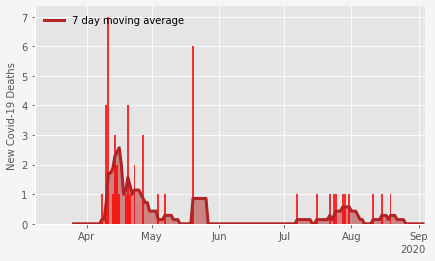 7 day moving average
New Covid-19 Deaths
7
6
5
4
3
2
1
0
Apr
May
Jun
Jul
Aug
Sep
2020